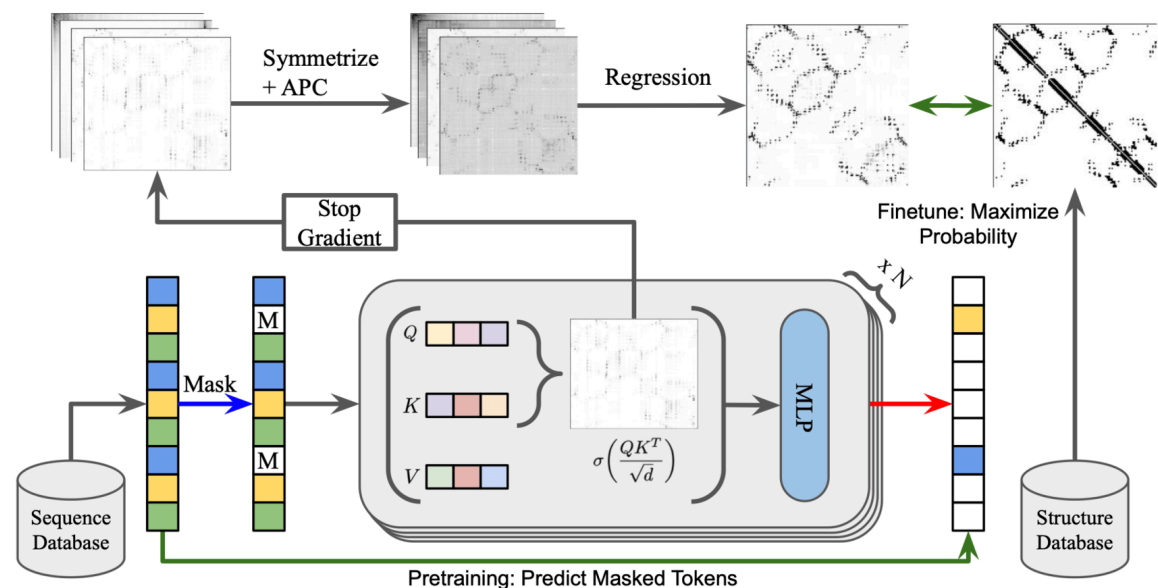 Symmetrize
+ APC
Regression
Stop
Gradient
Finetune: Maximize
Probability
x N
M
Mask
M
Q
K
V
σ(QK^T/√d)
MLP
Sequence
Database
Structure
Database
Pretraining: Predict Masked Tokens